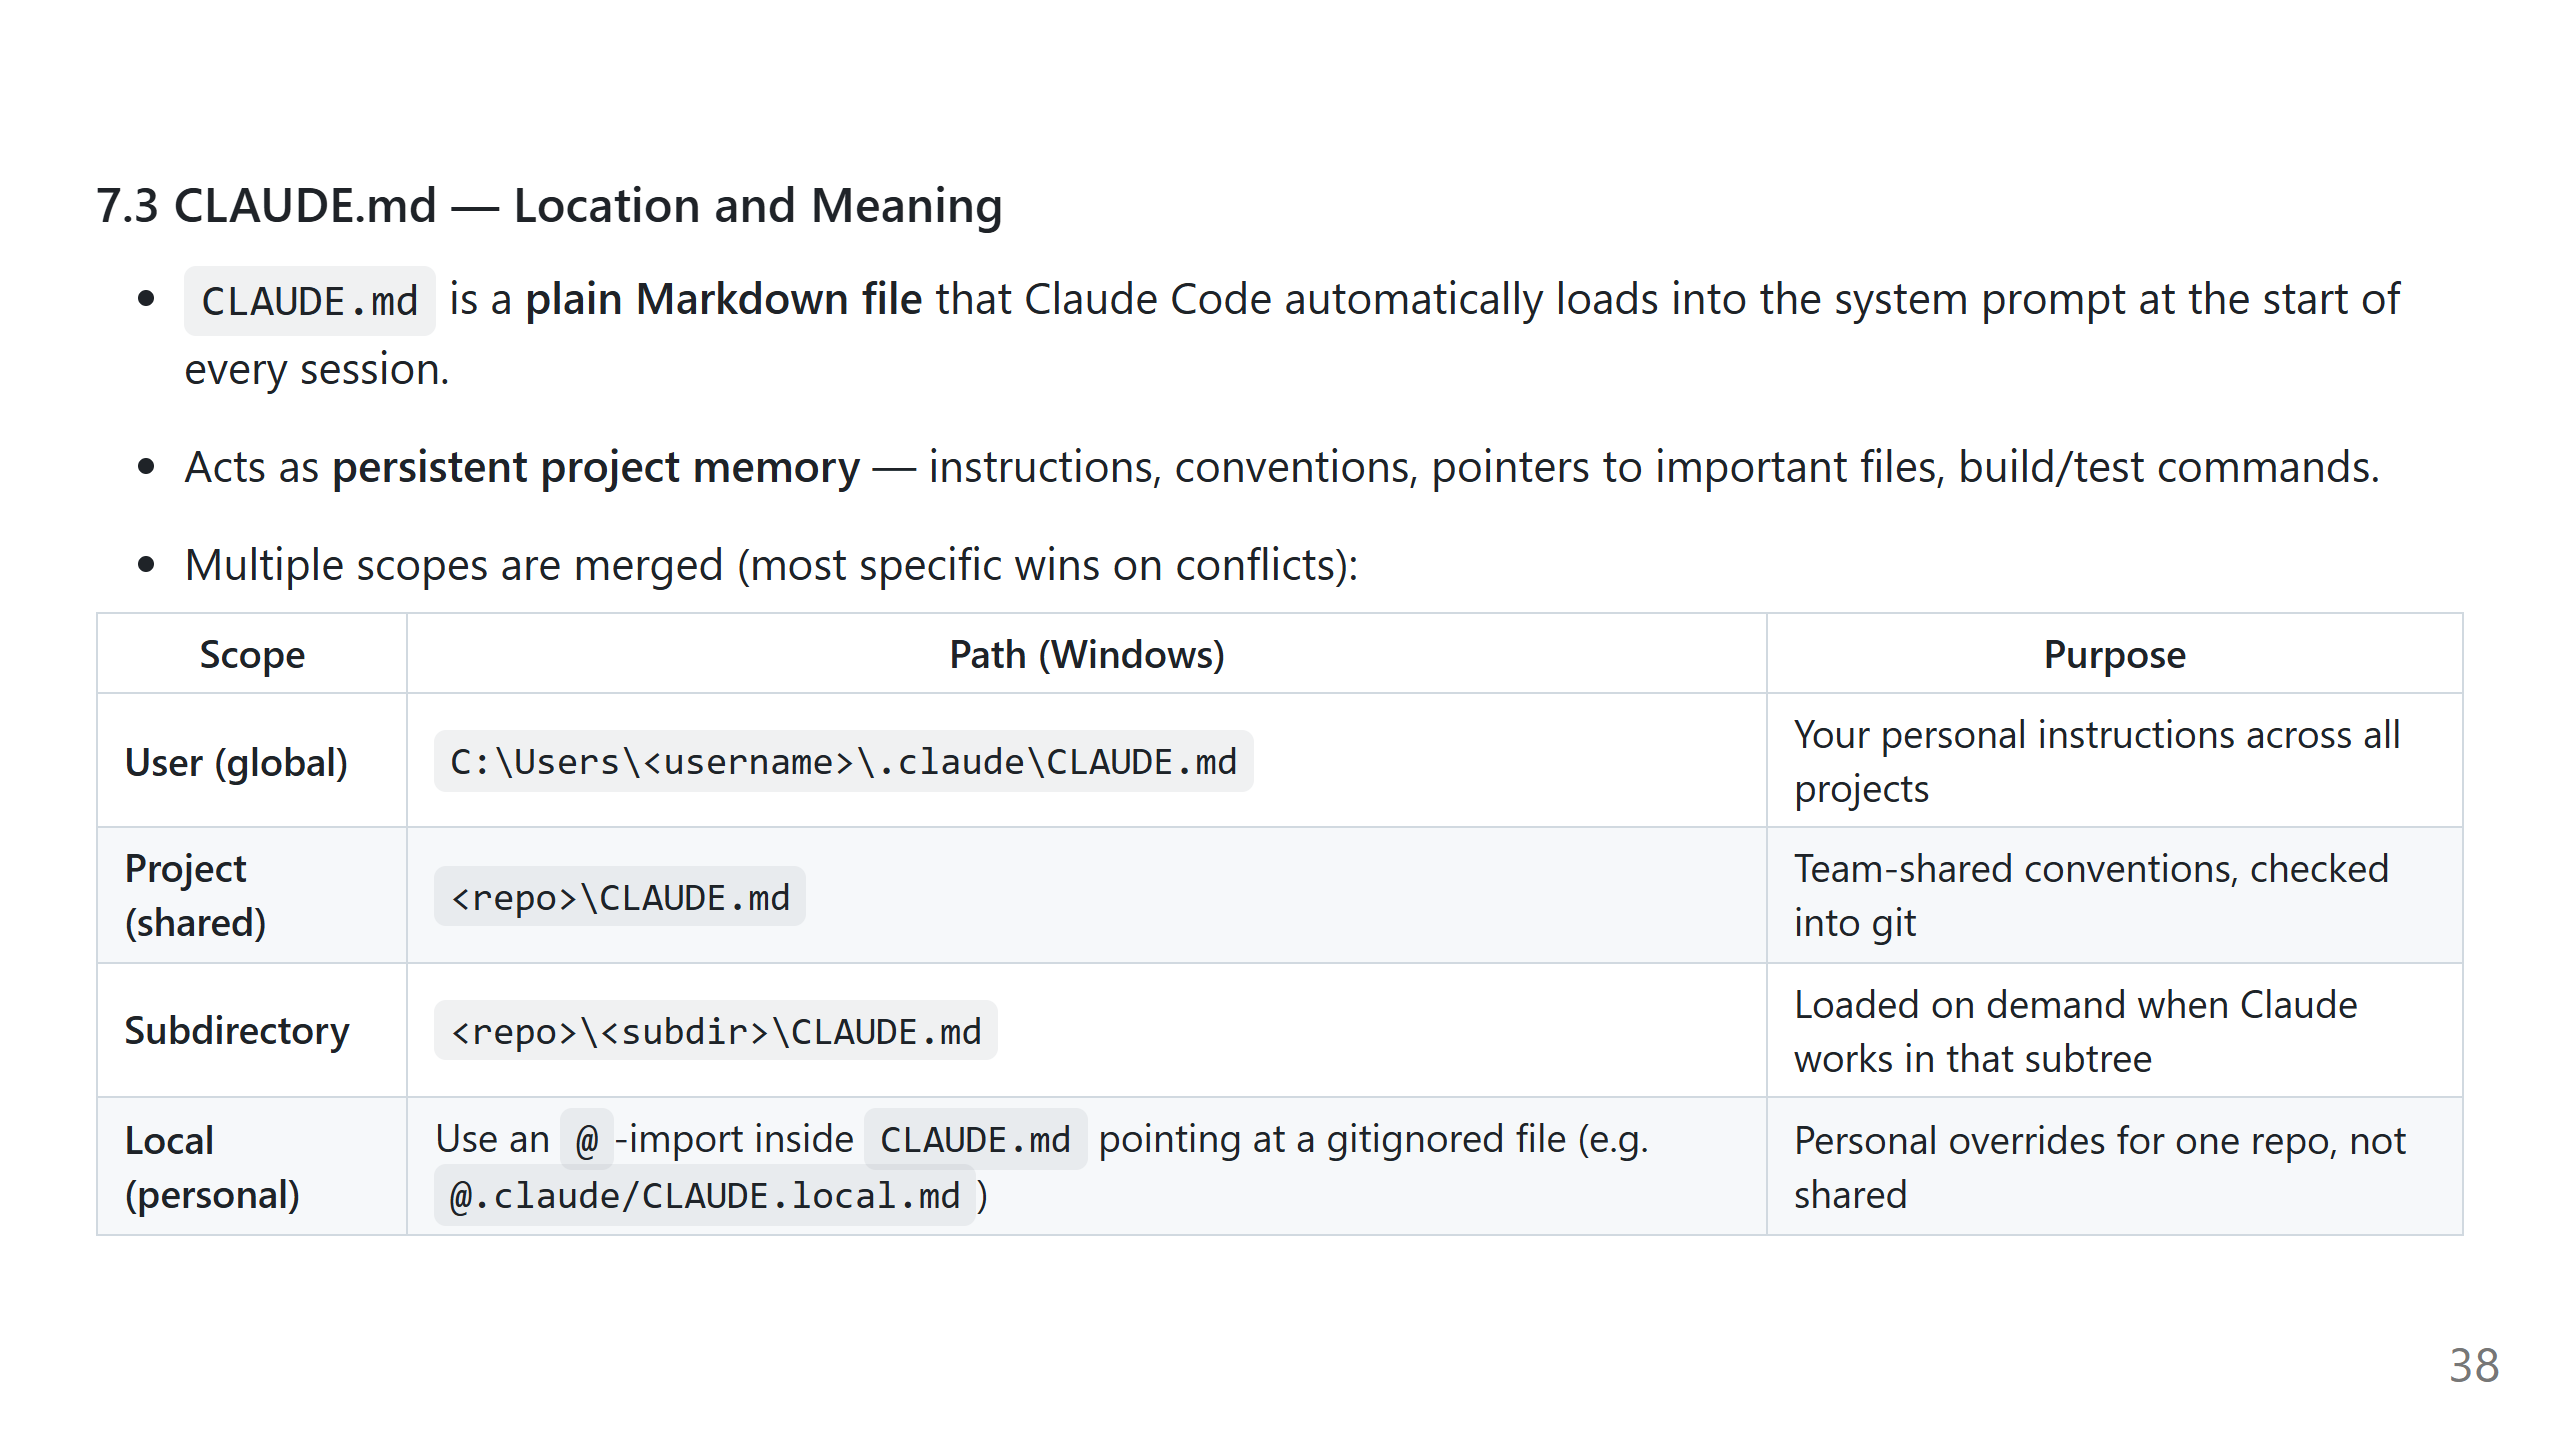 7.3 CLAUDE.md — Location and Meaning
• CLAUDE.md is a plain Markdown file that Claude Code automatically loads into the system prompt at the start of
every session.
• Acts as persistent project memory — instructions, conventions, pointers to important files, build/test commands.
• Multiple scopes are merged (most specific wins on conflicts):
Scope Path (Windows) Purpose
User (global) C:\Users\<username>\.claude\CLAUDE.md Your personal instructions across all
projects
Project
(shared) <repo>\CLAUDE.md Team-shared conventions, checked
into git
Subdirectory <repo>\<subdir>\CLAUDE.md Loaded on demand when Claude
works in that subtree
Local
(personal) Use an @-import inside CLAUDE.md pointing at a gitignored file (e.g.
@.claude/CLAUDE.local.md) Personal overrides for one repo, not
shared
38